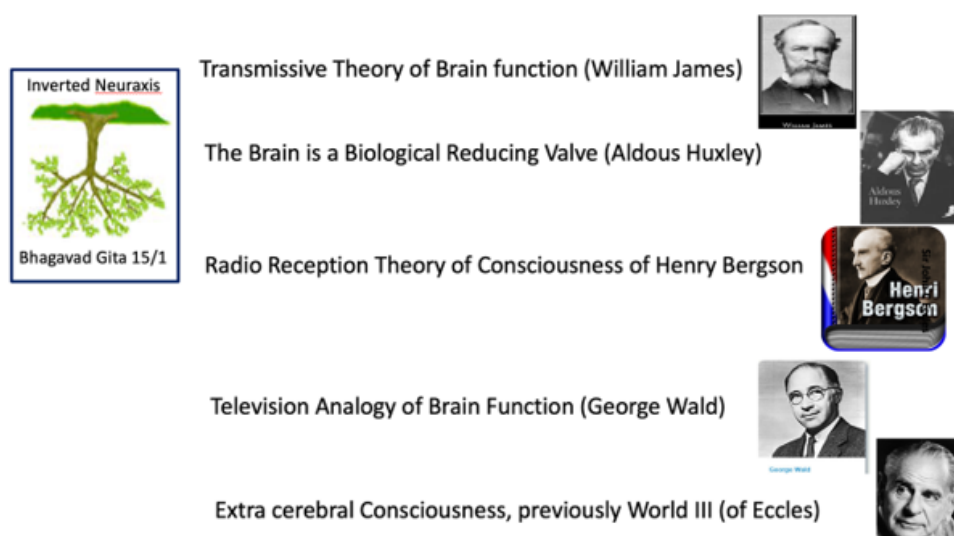 Inverted Neuraxis
Bhagavad Gita 15/1
Transmissive Theory of Brain function (William James)
William James
The Brain is a Biological Reducing Valve (Aldous Huxley)
Aldous
Huxley
Radio Reception Theory of Consciousness of Henry Bergson
Henri
Bergson
Television Analogy of Brain Function (George Wald)
George Wald
Extra cerebral Consciousness, previously World III (of Eccles)